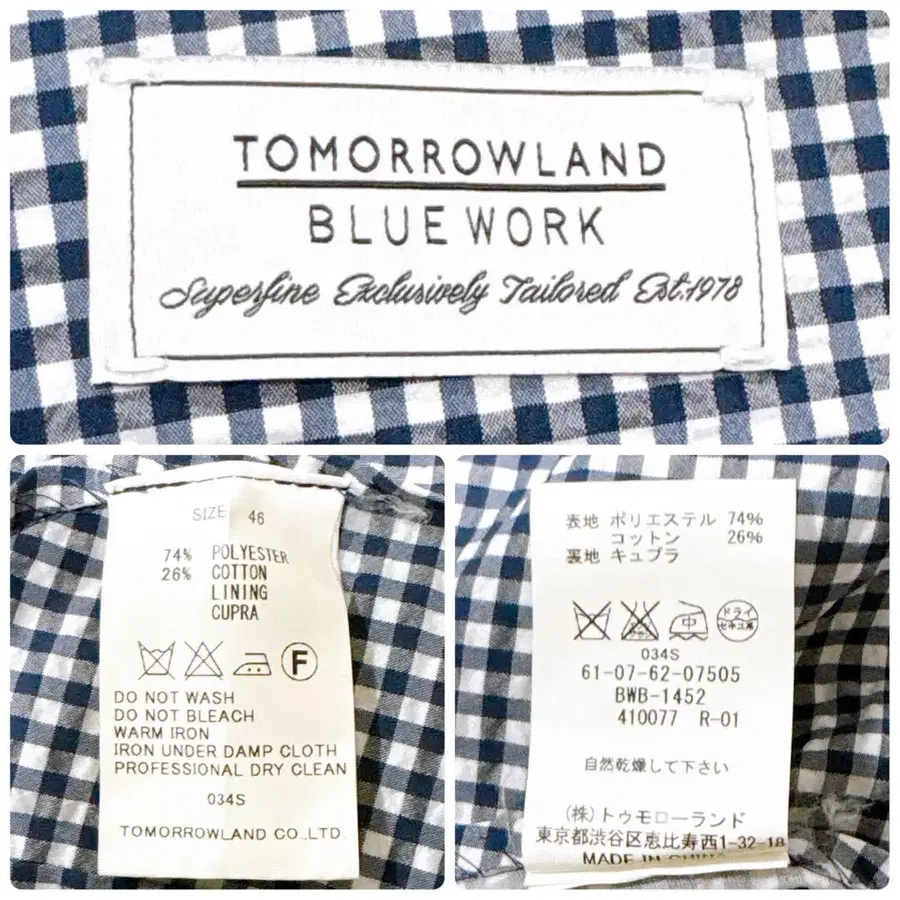 TOMORROWLAND
BLUE WORK
Superfine Exclusively Tailored Est.1978
SIZE 46
74% POLYESTER
26% COTTON
LINING
CUPRA
F
DO NOT WASH
DO NOT BLEACH
WARM IRON
IRON UNDER DAMP CLOTH
PROFESSIONAL DRY CLEAN
034S
TOMORROWLAND CO.,LTD.
表地 ポリエステル 74%
コットン 26%
裏地 キュプラ
中 ドライ
セキユ系
034S
61-07-62-07505
BWB-1452
410077 R-01
自然乾燥して下さい
(株)トゥモローランド
東京都渋谷区恵比寿西1-32-18
MADE IN CHINA